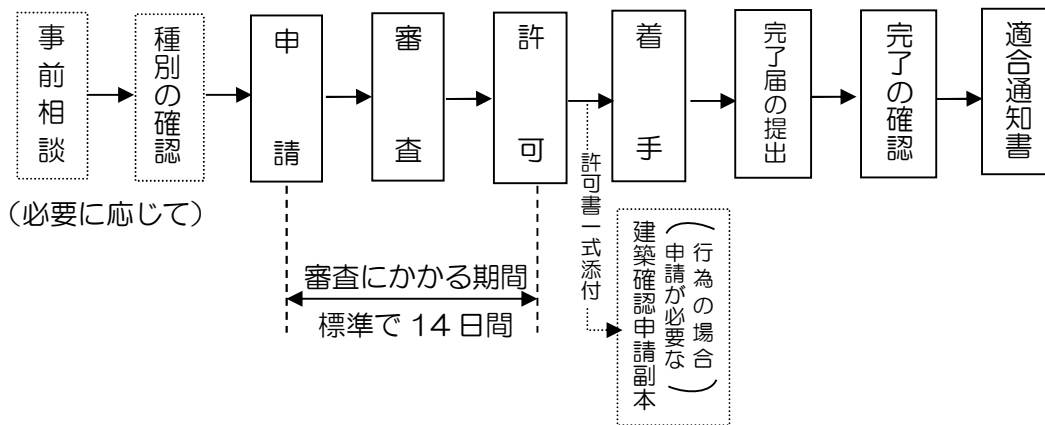 事前相談
種別の確認
申請
審査
許可
着手
完了届の提出
完了の確認
適合通知書
(必要に応じて)
審査にかかる期間
標準で 14 日間
許可書一式添付
建築確認申請副本
(申請が必要な
行為の場合)